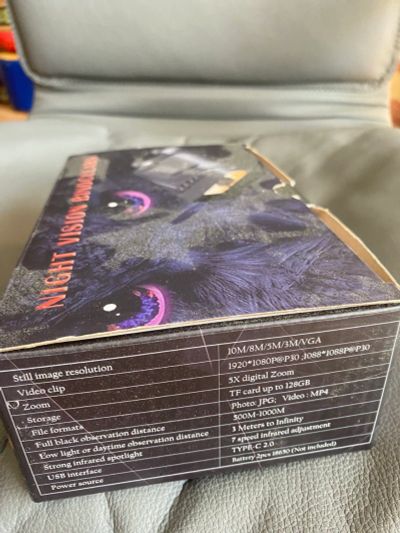 NIGHT VISION BINOCULARS
Still image resolution 10M/8M/5M/3M/VGA
Video clip 1920*1080P@P30 ;1088*1088P@P30
Zoom 5X digital Zoom
Storage TF card up to 128GB
File formats Photo: JPG; Video : MP4
Full black observation distance 300M-1000M
Low light or daytime observation distance 3 Meters to Infinity
Strong infrared spotlight 7 speed infrared adjustment
USB interface TYPE-C 2.0
Power source Battery 2pcs 18650 (Not included)